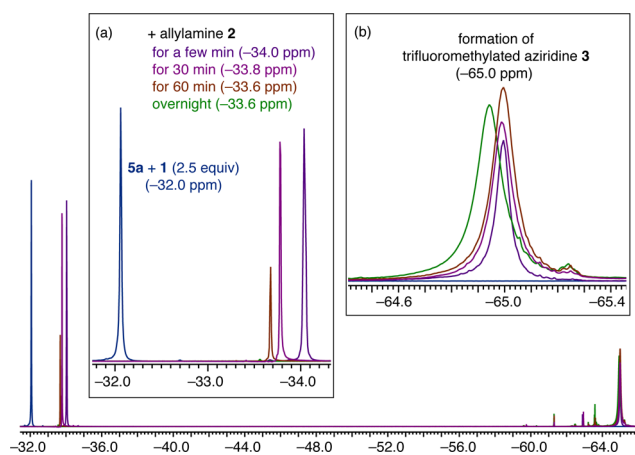 (a)
+ allylamine 2
for a few min (−34.0 ppm)
for 30 min (−33.8 ppm)
for 60 min (−33.6 ppm)
overnight (−33.6 ppm)
5a + 1 (2.5 equiv)
(−32.0 ppm)
−32.0 −33.0 −34.0
(b)
formation of
trifluoromethylated aziridine 3
(−65.0 ppm)
−64.6 −65.0 −65.4
−32.0 −36.0 −40.0 −44.0 −48.0 −52.0 −56.0 −60.0 −64.0